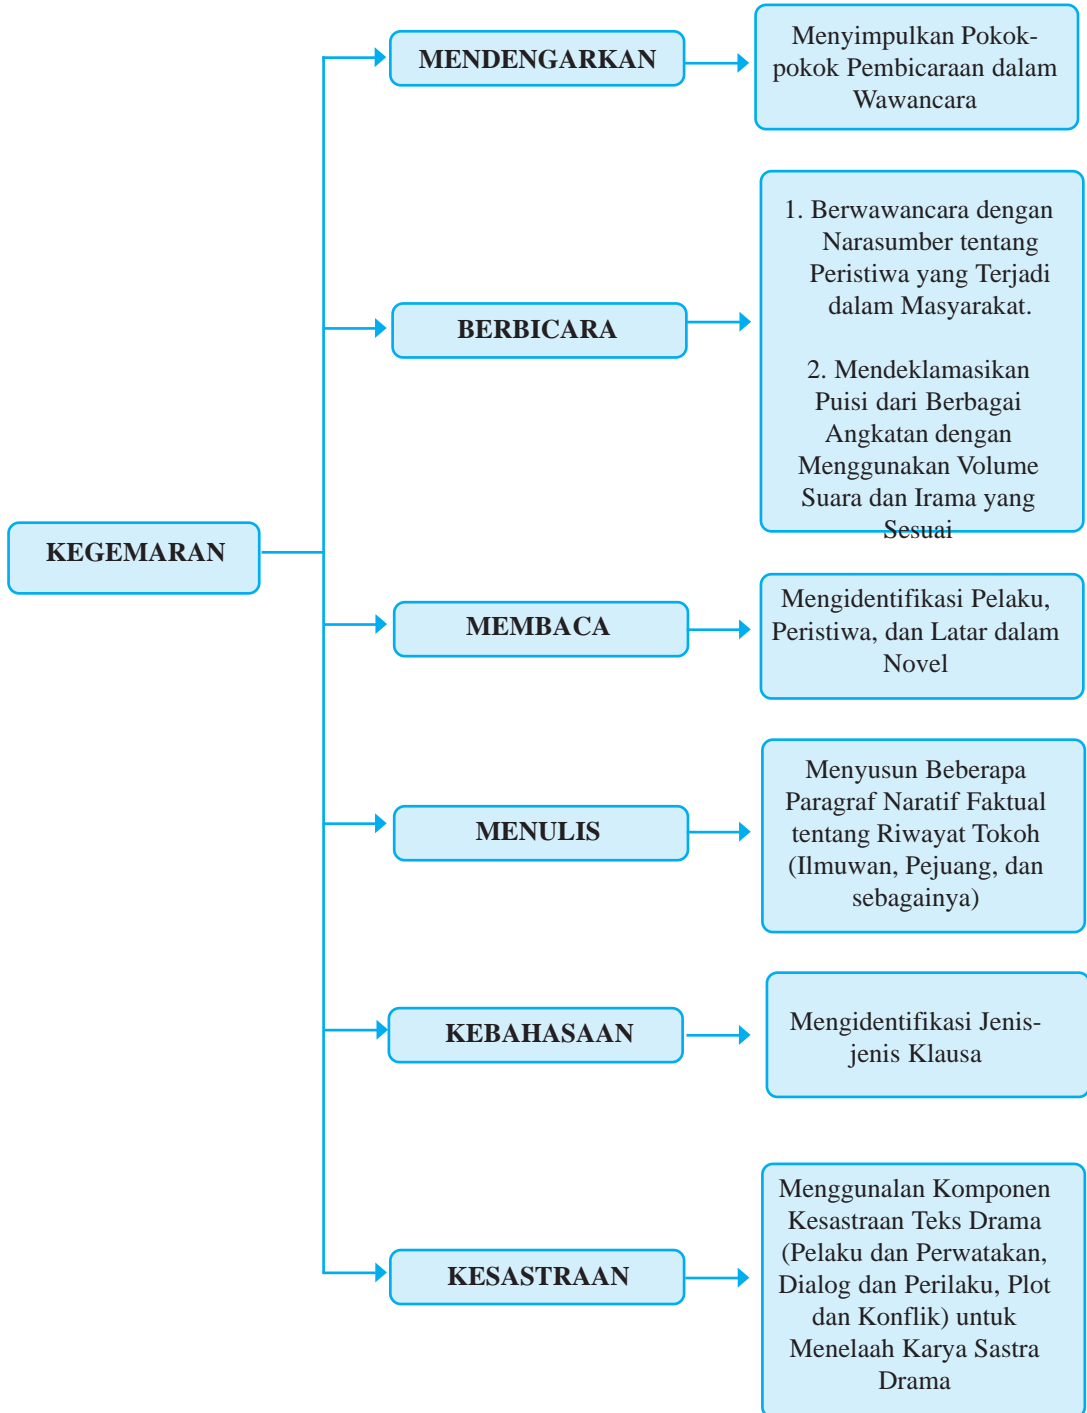 MENDENGARKAN
Menyimpulkan Pokok-
pokok Pembicaraan dalam
Wawancara
BERBICARA
1. Berwawancara dengan
Narasumber tentang
Peristiwa yang Terjadi
dalam Masyarakat.
2. Mendeklamasikan
Puisi dari Berbagai
Angkatan dengan
Menggunakan Volume
Suara dan Irama yang
Sesuai
KEGEMARAN
MEMBACA
Mengidentifikasi Pelaku,
Peristiwa, dan Latar dalam
Novel
MENULIS
Menyusun Beberapa
Paragraf Naratif Faktual
tentang Riwayat Tokoh
(Ilmuwan, Pejuang, dan
sebagainya)
KEBAHASAAN
Mengidentifikasi Jenis-
jenis Klausa
KESASTRAAN
Menggunalan Komponen
Kesastraan Teks Drama
(Pelaku dan Perwatakan,
Dialog dan Perilaku, Plot
dan Konflik) untuk
Menelaah Karya Sastra
Drama